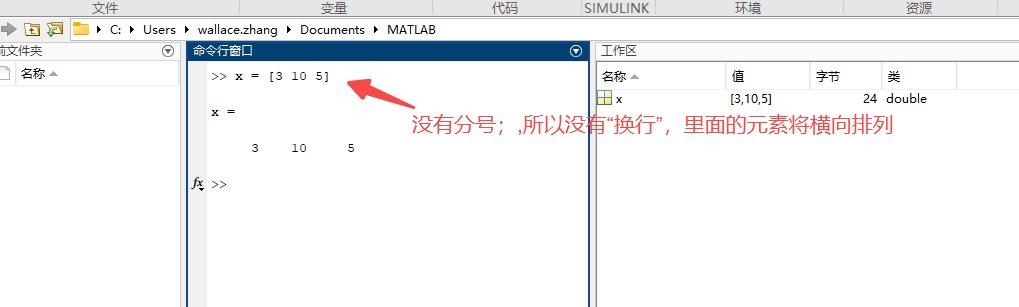 文件
变量
代码
SIMULINK
环境
资源
C: Users wallace.zhang Documents MATLAB
前文件夹
名称
命令行窗口
>> x = [3 10 5]
x =
3 10 5
fx >>
没有分号; ,所以没有“换行”，里面的元素将横向排列
工作区
名称 值 字节 类
x [3,10,5] 24 double